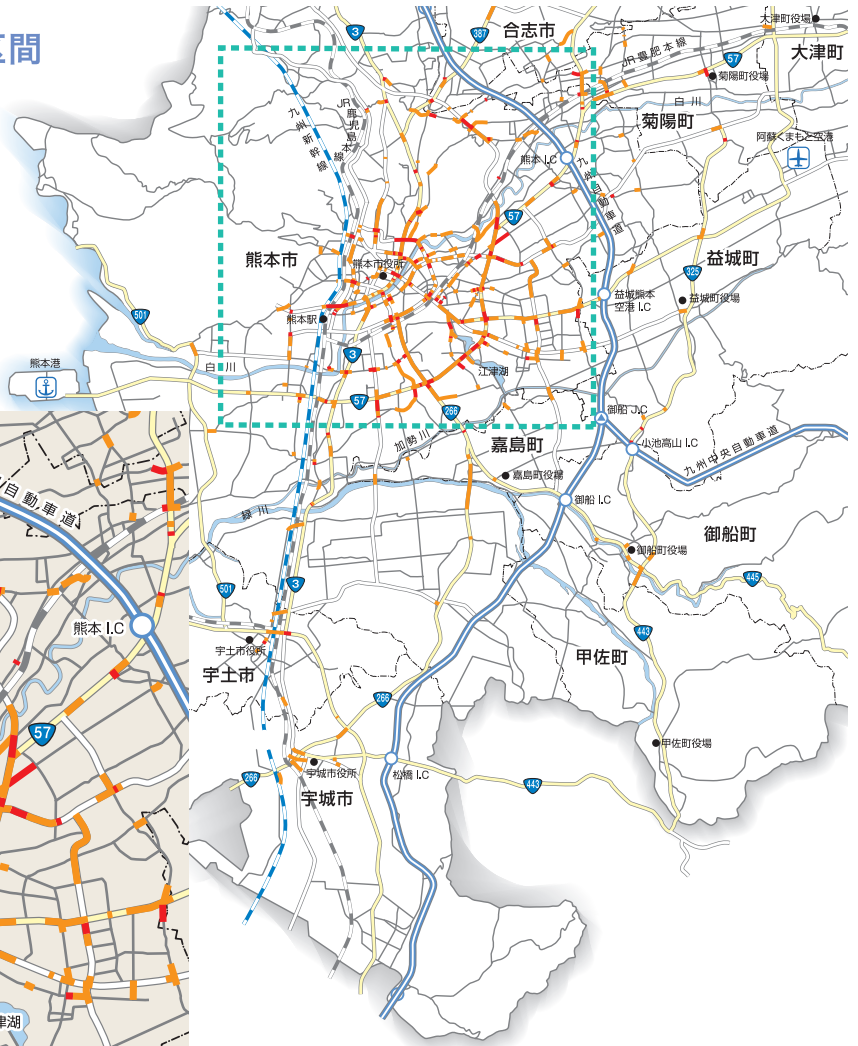 区間
3
387
合志市
大津町役場
大津町
JR豊肥本線
57
菊陽町役場
白川
菊陽町
阿蘇くまもと空港
九州新幹線
JR鹿児島本線
熊本 I.C
九州自動車道
57
熊本市
熊本市役所
益城町
325
益城町役場
益城熊本
空港 I.C
501
熊本駅
熊本港
白川
3
江津湖
57
266
御船 J.C
小池高山 I.C
九州中央自動車道
加勢川
嘉島町
嘉島町役場
御船 I.C
緑川
御船町
御船町役場
445
501
3
宇土市役所
宇土市
443
甲佐町
266
甲佐町役場
266
宇城市役所
松橋 I.C
宇城市
443
自動車道
熊本 I.C
57
津湖